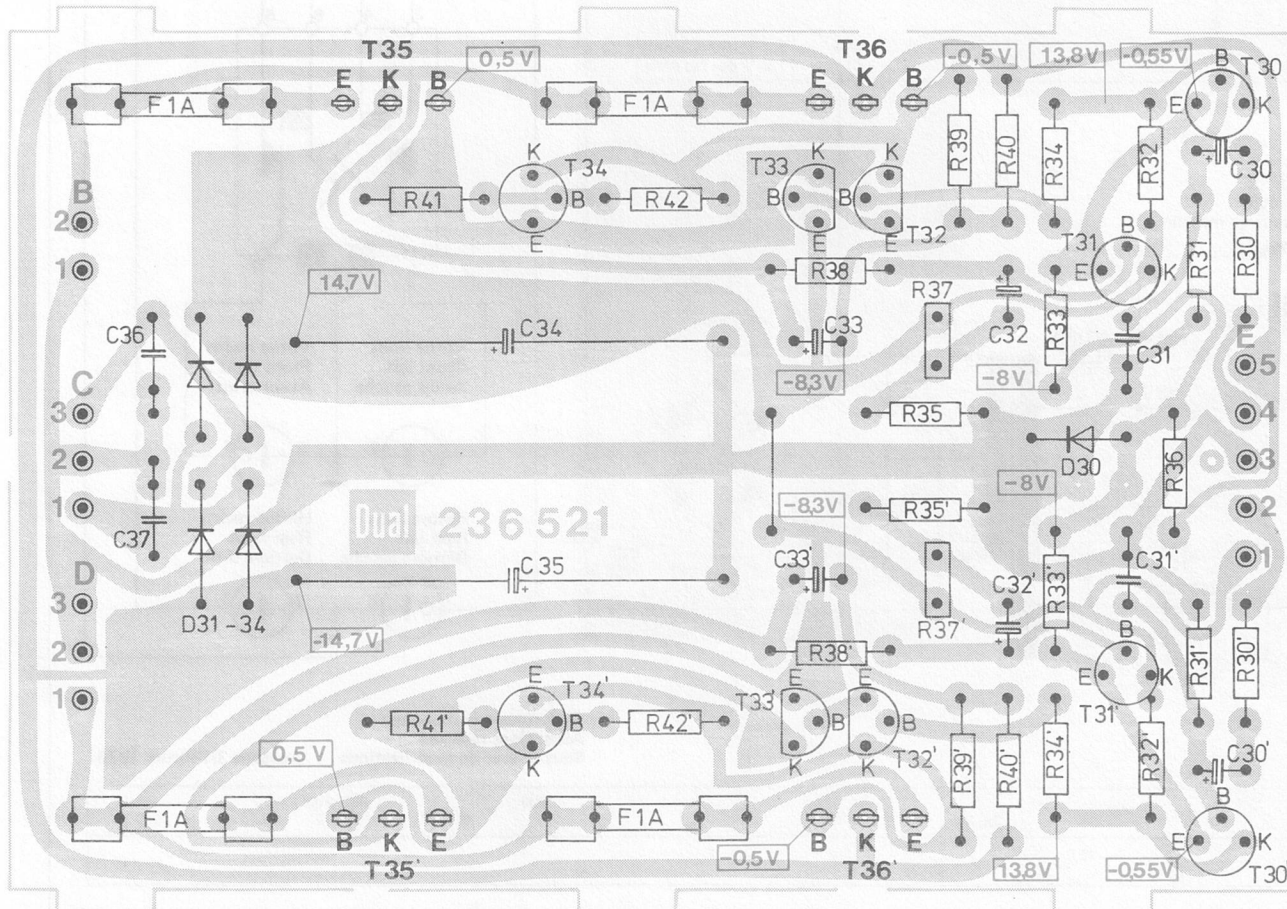 T35
T36
0,5V
-0,5V
13,8V
-0,55V
T30
E K B
E K B
B
E K
F1A
F1A
R39
R40
R34
R32
C30
K
T34
T33
K
K
B
2
R41
B
R42
B
B
E
E
E
T32
T31
B
E K
R31
R30
1
R38
14,7V
R37
C36
C34
C33
C32
R33
C31
E
-8,3V
-8V
5
C
3
R35
4
2
D30
R36
3
-8V
1
Dual 236 521
-8,3V
R35'
2
C37
D
C35
C33'
C32'
R33'
C31'
1
3
D31-34
R37'
-14,7V
2
R38'
B
E K
R31'
R30'
1
E
T34'
T33'
E
E
T31'
R41'
B
R42'
B
B
K
K
K
T32'
R39'
R40'
R34'
R32'
C30'
0,5V
B
F1A
F1A
E K
B K E
B K E
-0,5V
T35'
T36'
13,8V
-0,55V
T30